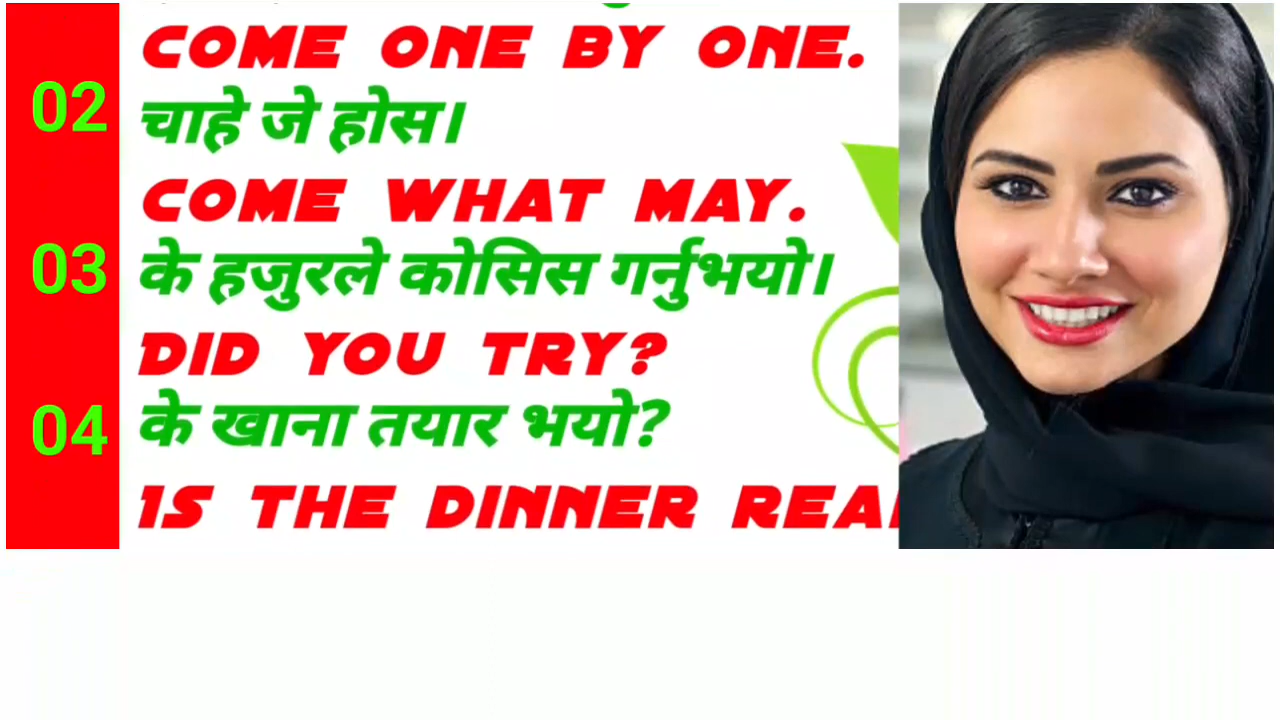 COME ONE BY ONE.
02 चाहे जे होस।
COME WHAT MAY.
03 के हजुरले कोसिस गर्नुभयो।
DID YOU TRY?
04 के खाना तयार भयो?
IS THE DINNER